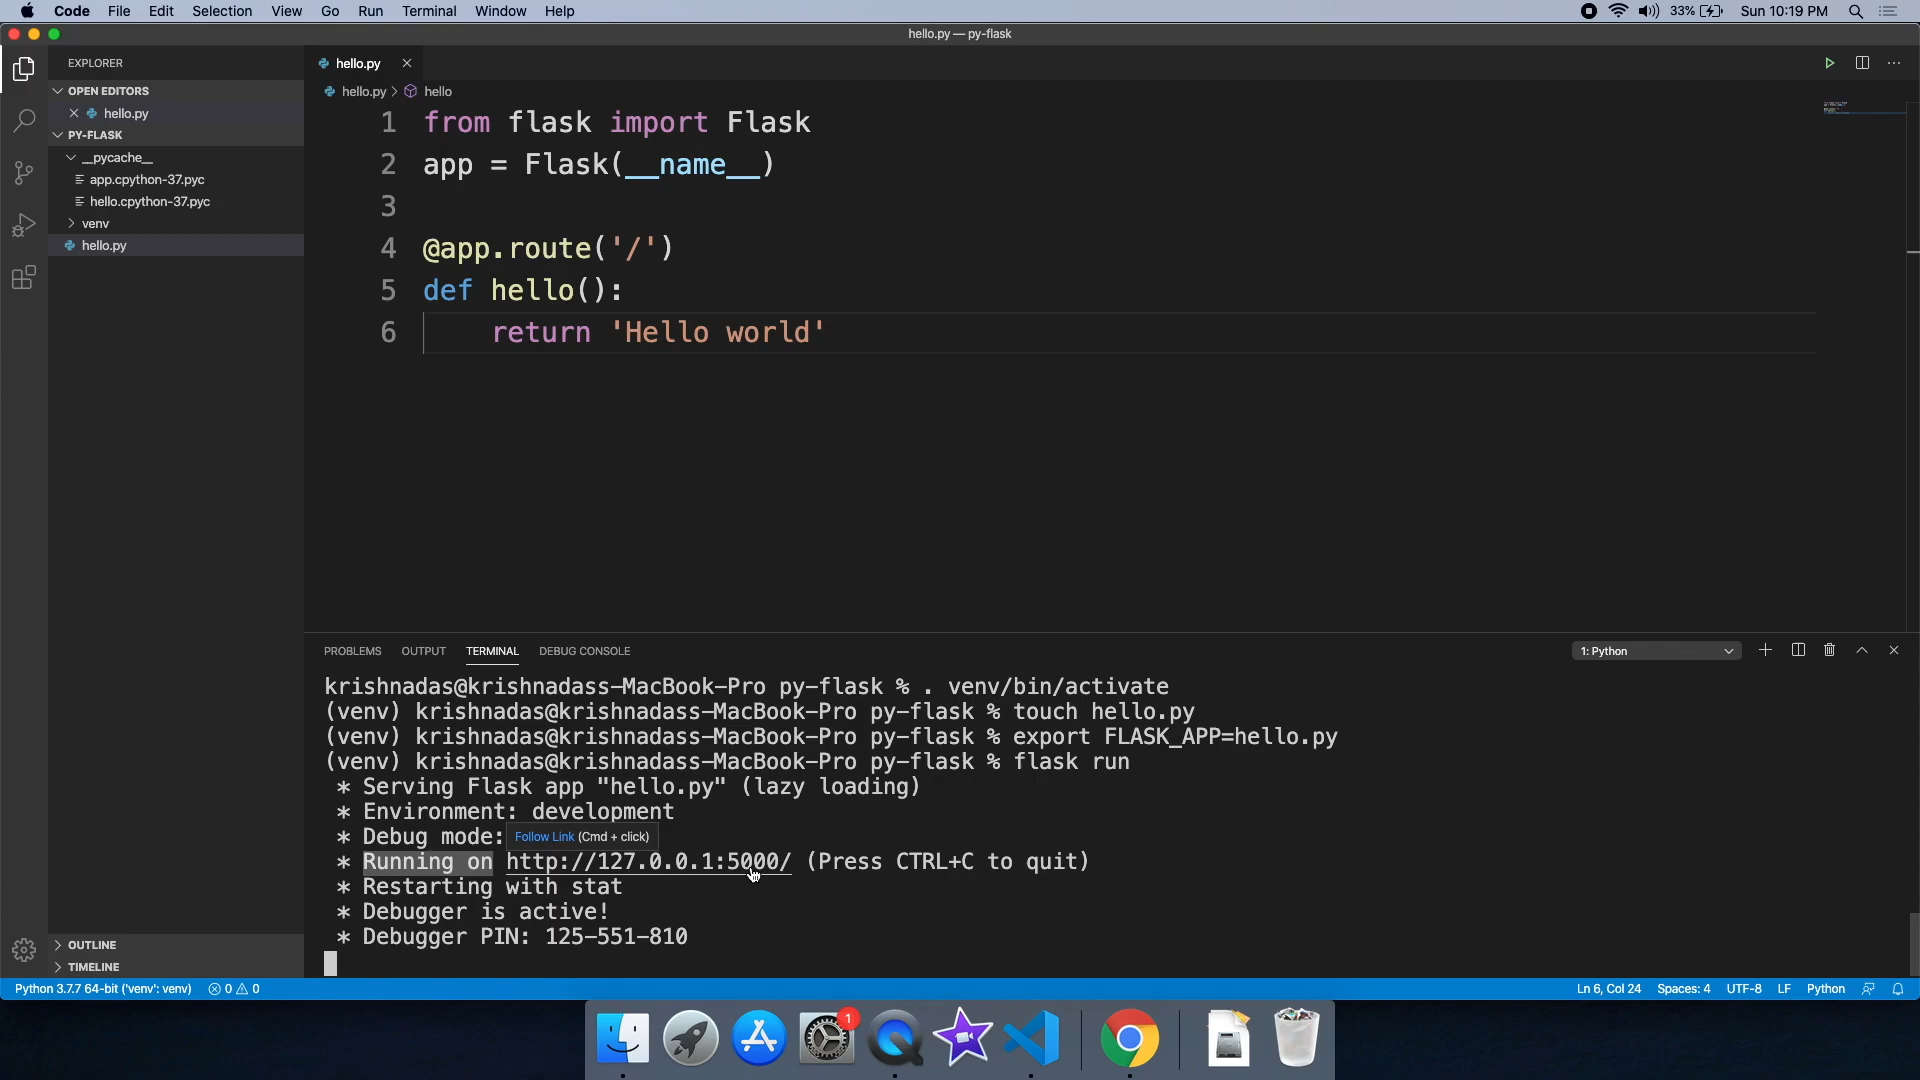 Code File Edit Selection View Go Run Terminal Window Help
33% Sun 10:19 PM
hello.py — py-flask
EXPLORER
OPEN EDITORS
hello.py
PY-FLASK
__pycache__
app.cpython-37.pyc
hello.cpython-37.pyc
venv
hello.py
OUTLINE
TIMELINE
hello.py
hello.py > hello
1 from flask import Flask
2 app = Flask(__name__)
3
4 @app.route('/')
5 def hello():
6 return 'Hello world'
PROBLEMS OUTPUT TERMINAL DEBUG CONSOLE
1: Python
krishnadas@krishnadass-MacBook-Pro py-flask % . venv/bin/activate
(venv) krishnadas@krishnadass-MacBook-Pro py-flask % touch hello.py
(venv) krishnadas@krishnadass-MacBook-Pro py-flask % export FLASK_APP=hello.py
(venv) krishnadas@krishnadass-MacBook-Pro py-flask % flask run
* Serving Flask app "hello.py" (lazy loading)
* Environment: development
* Debug mode:
Follow Link (Cmd + click)
* Running on http://127.0.0.1:5000/ (Press CTRL+C to quit)
* Restarting with stat
* Debugger is active!
* Debugger PIN: 125-551-810
Python 3.7.7 64-bit ('venv': venv) 0 0
Ln 6, Col 24 Spaces: 4 UTF-8 LF Python
1